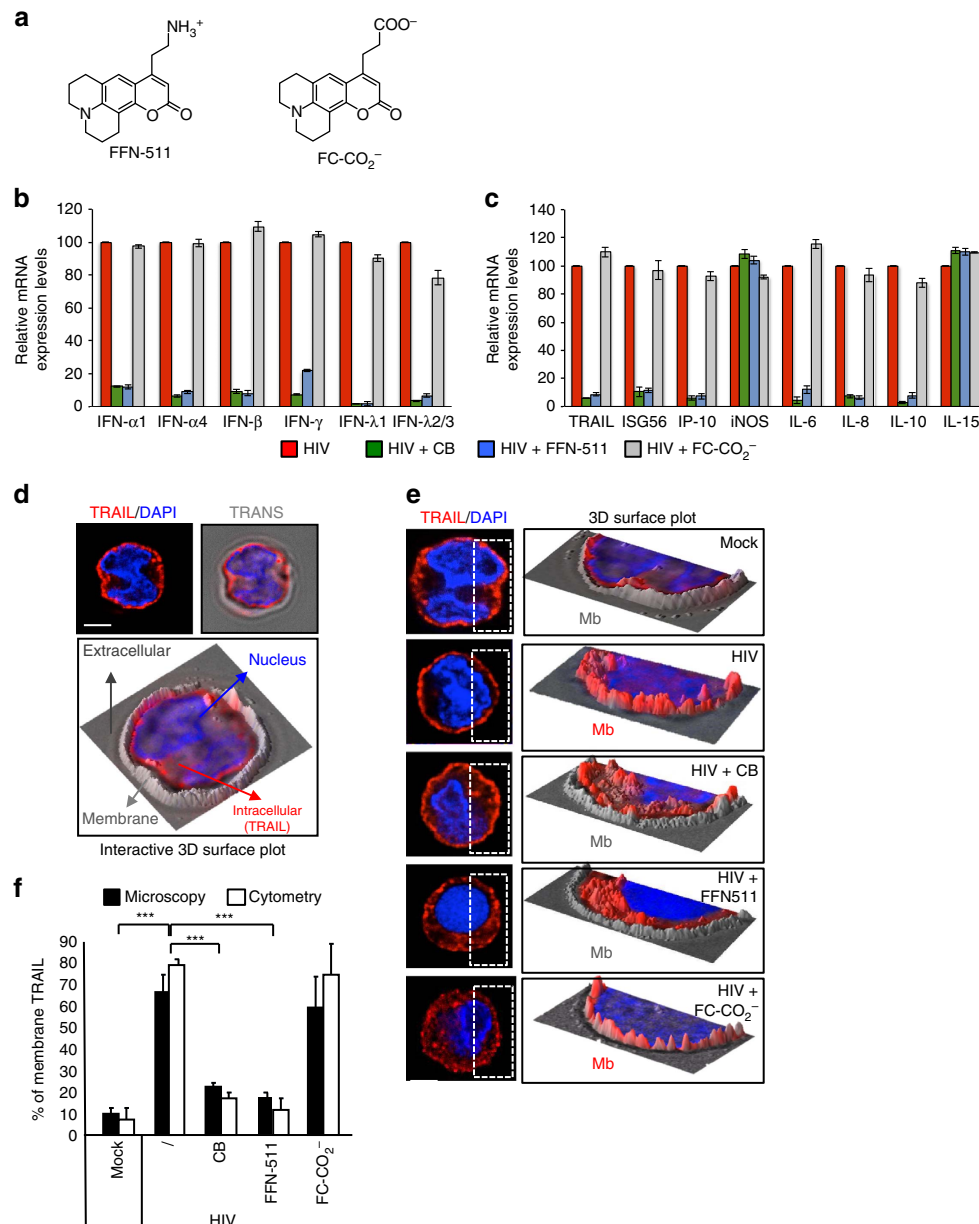 a
NH3+
N
O
O
FFN-511
COO−
N
O
O
FC-CO2−
b
Relative mRNA
expression levels
120
100
80
60
40
20
0
IFN-α1
IFN-α4
IFN-β
IFN-γ
IFN-λ1
IFN-λ2/3
c
Relative mRNA
expression levels
140
120
100
80
60
40
20
0
TRAIL
ISG56
IP-10
iNOS
IL-6
IL-8
IL-10
IL-15
HIV
HIV + CB
HIV + FFN-511
HIV + FC-CO2−
d
TRAIL/DAPI
TRANS
Extracellular
Nucleus
Membrane
Intracellular
(TRAIL)
Interactive 3D surface plot
e
TRAIL/DAPI
3D surface plot
Mock
Mb
HIV
Mb
HIV + CB
Mb
HIV +
FFN511
Mb
HIV +
FC-CO2−
Mb
f
Microscopy
Cytometry
***
***
***
% of membrane TRAIL
90
80
70
60
50
40
30
20
10
0
Mock
/
CB
FFN-511
FC-CO2−
HIV